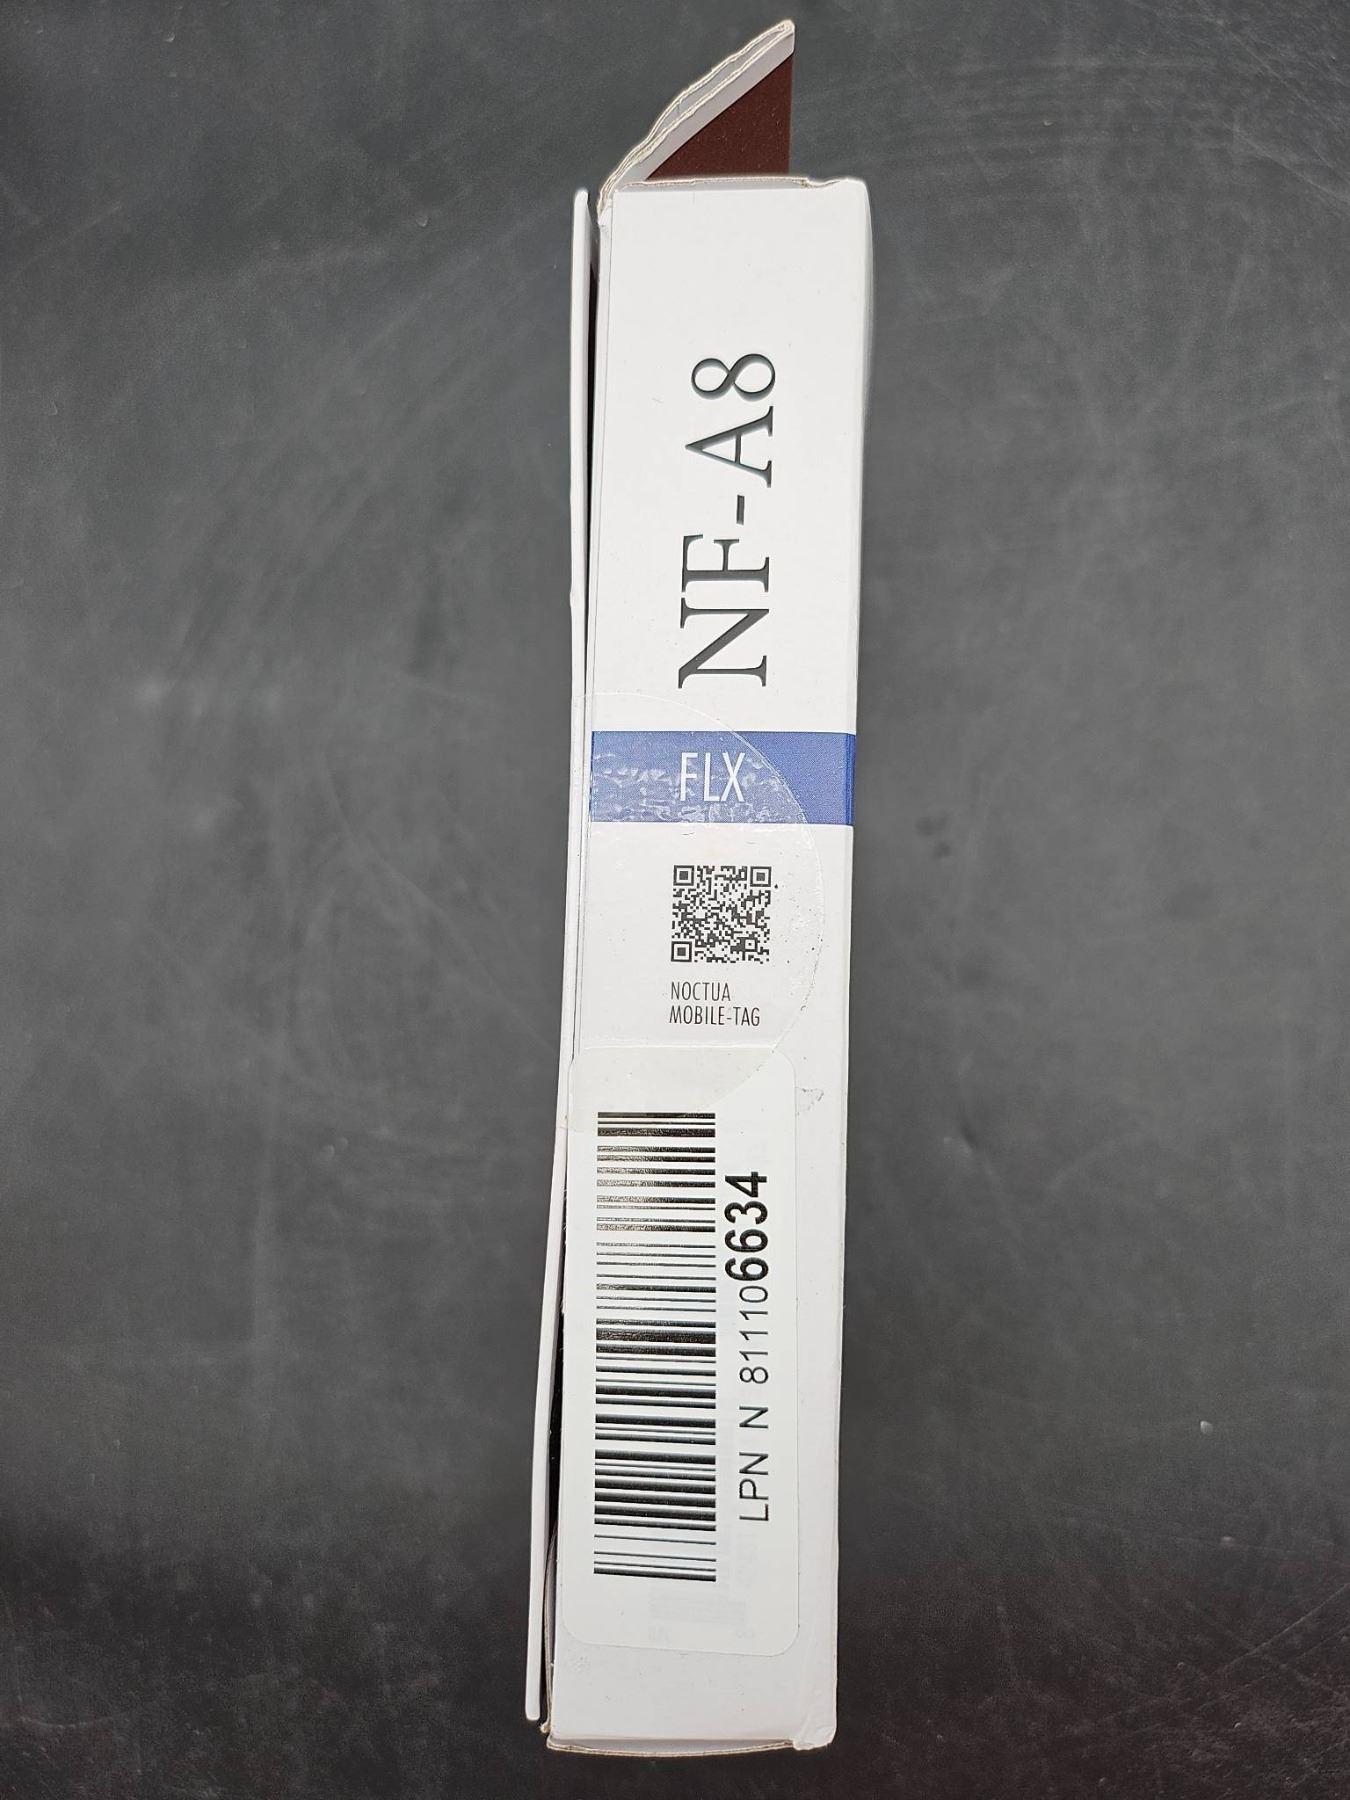 NF-A8
FLX
NOCTUA
MOBILE-TAG
LPN N 811106634